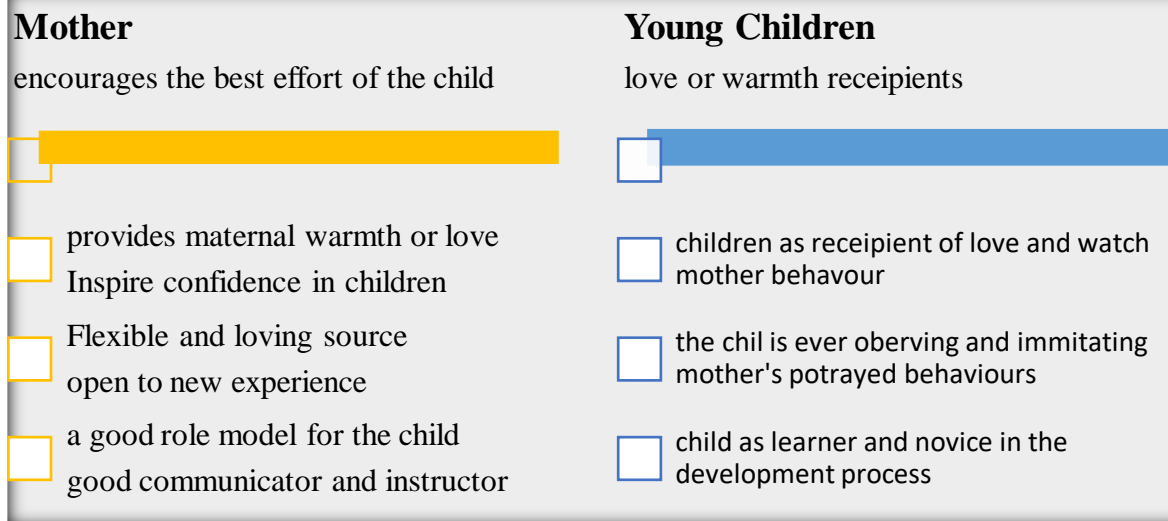 Mother
encourages the best effort of the child
provides maternal warmth or love
Inspire confidence in children
Flexible and loving source
open to new experience
a good role model for the child
good communicator and instructor
Young Children
love or warmth receipients
children as receipient of love and watch
mother behavour
the chil is ever oberving and immitating
mother's potrayed behaviours
child as learner and novice in the
development process